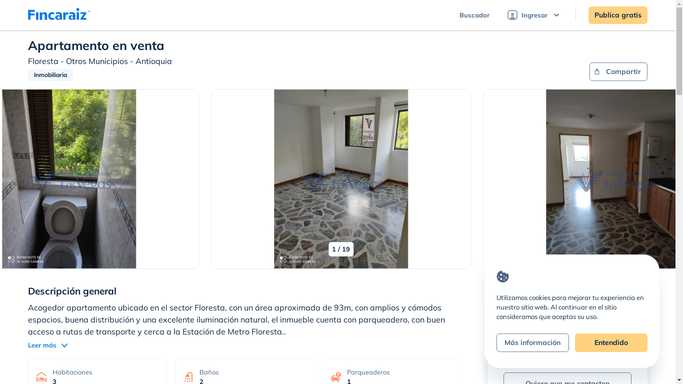 Fincaraiz
Buscador
Ingresar
Publica gratis
Apartamento en venta
Floresta - Otros Municipios - Antioquia
Inmobiliaria
Compartir
1 / 19
Descripción general
Acogedor apartamento ubicado en el sector Floresta, con un área aproximada de 93m, con amplios y cómodos
espacios, buena distribución y una excelente iluminación natural, el inmueble cuenta con parqueadero, con buen
acceso a rutas de transporte y cerca a la Estación de Metro Floresta..
Leer más
Habitaciones
3
Baños
2
Parqueaderos
1
Utilizamos cookies para mejorar tu experiencia en
nuestro sitio web. Al continuar en el sitio
consideramos que aceptas su uso.
Más información
Entendido
Quiero que me contacten